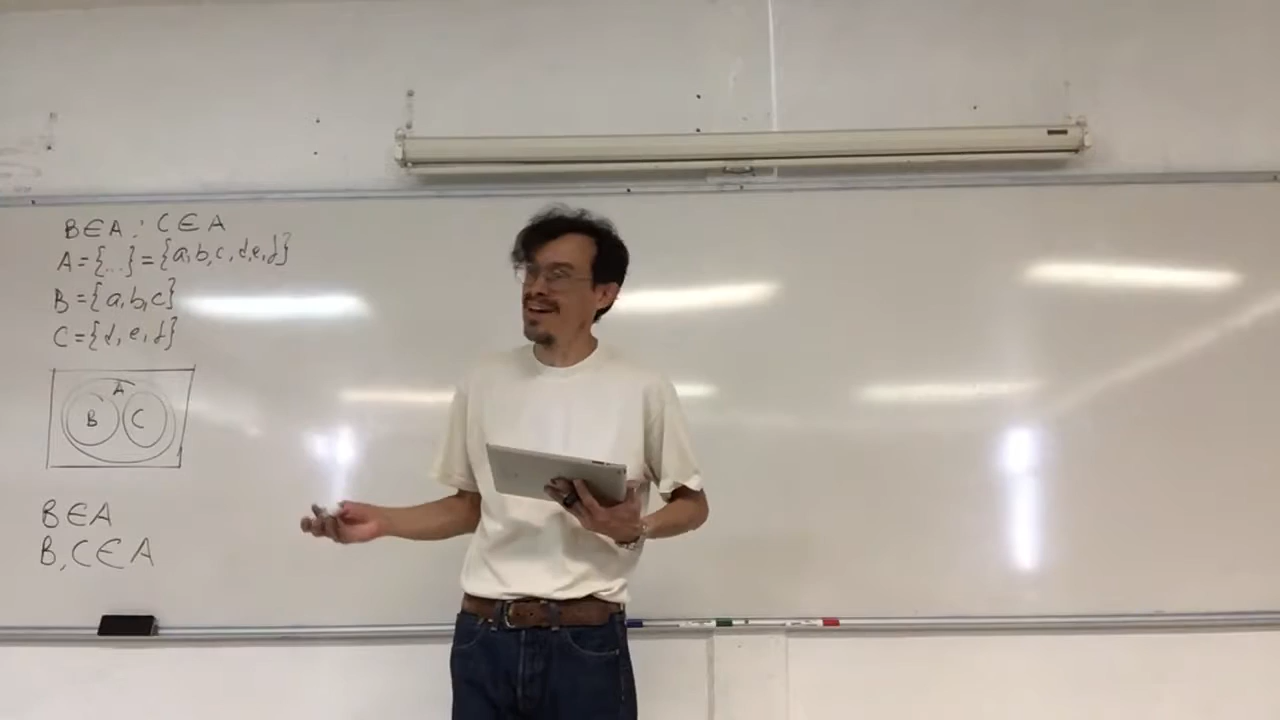 B∈A ; C∈A
A={...}={a,b,c,d,e,f}
B={a,b,c}
C={d,e,f}
A
B C
B∈A
B,C∈A